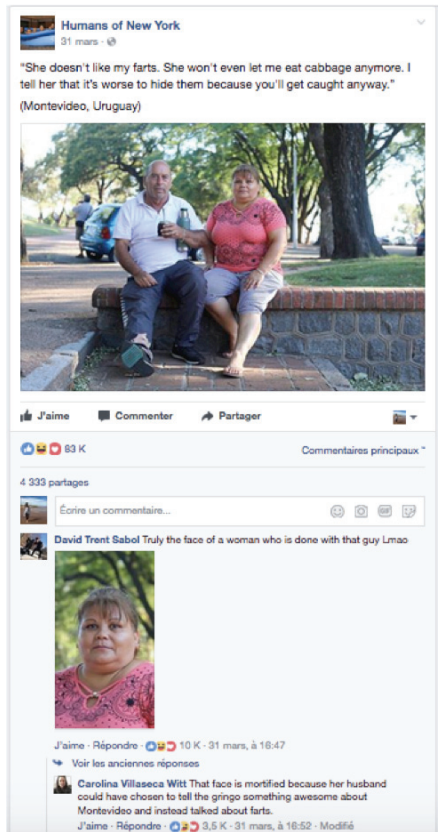 Humans of New York
31 mars ·
"She doesn't like my farts. She won't even let me eat cabbage anymore. I
tell her that it's worse to hide them because you'll get caught anyway."
(Montevideo, Uruguay)
J'aime Commenter Partager
83 K Commentaires principaux
4 333 partages
Écrire un commentaire... GIF
David Trent Sabol Truly the face of a woman who is done with that guy Lmao
J'aime · Répondre · 10 K · 31 mars, à 16:47
Voir les anciennes réponses
Carolina Villaseca Witt That face is mortified because her husband
could have chosen to tell the gringo something awesome about
Montevideo and instead talked about farts.
J'aime · Répondre · 3,5 K · 31 mars, à 16:52 · Modifié